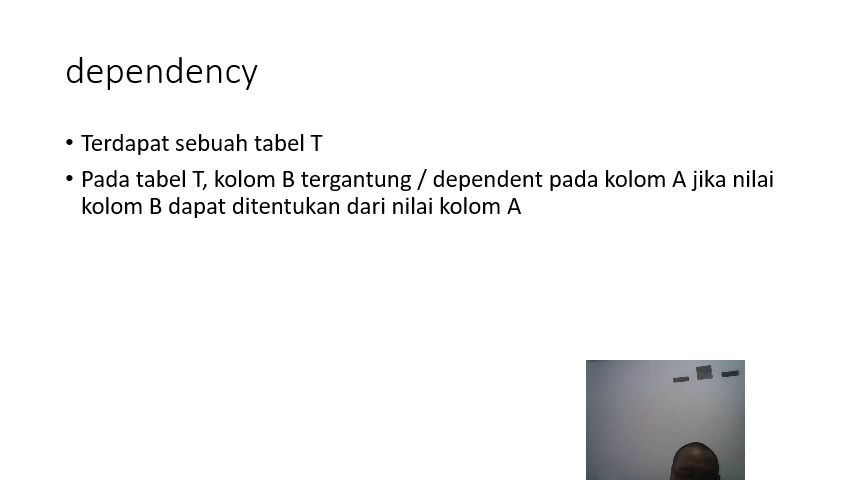 dependency
• Terdapat sebuah tabel T
• Pada tabel T, kolom B tergantung / dependent pada kolom A jika nilai
kolom B dapat ditentukan dari nilai kolom A